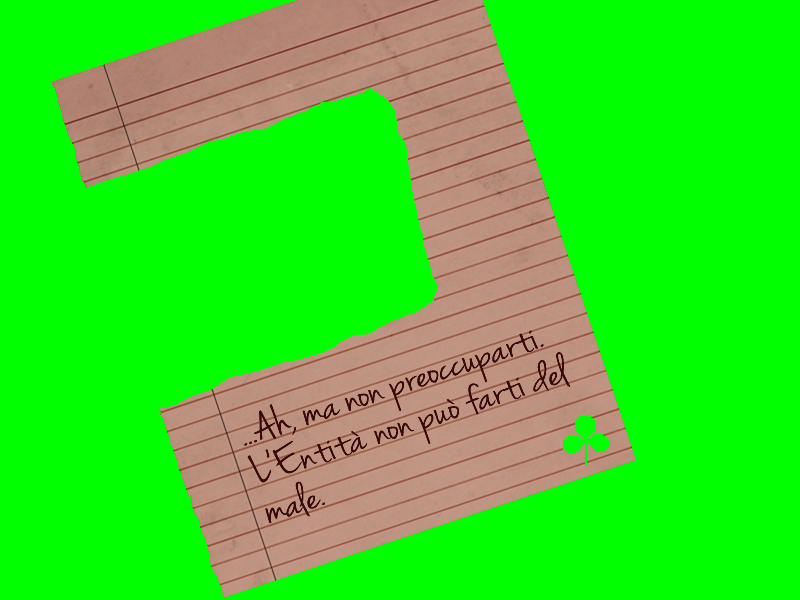 ...Ah, ma non preoccuparti.
L'Entità non può farti del
male.